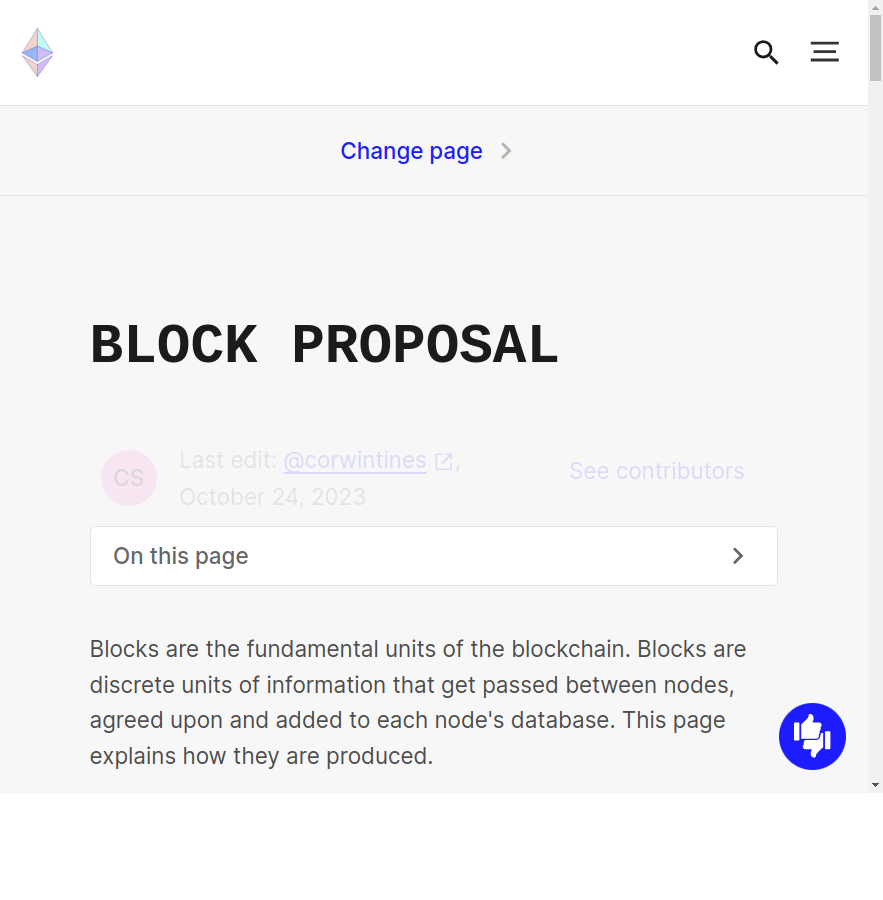 Change page
BLOCK PROPOSAL
CS
Last edit: @corwintines ,
October 24, 2023
See contributors
On this page
Blocks are the fundamental units of the blockchain. Blocks are
discrete units of information that get passed between nodes,
agreed upon and added to each node's database. This page
explains how they are produced.